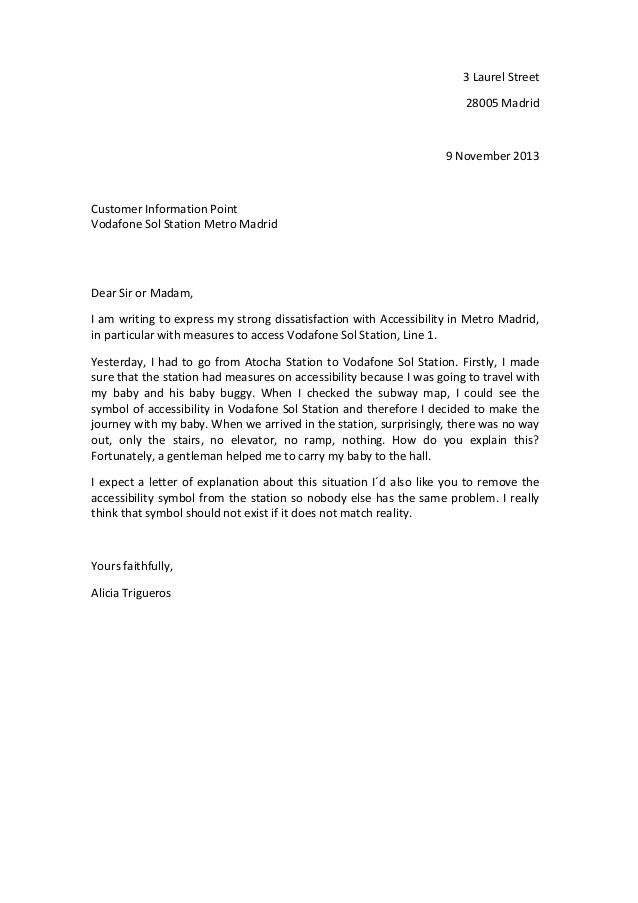 3 Laurel Street
28005 Madrid
9 November 2013
Customer Information Point
Vodafone Sol Station Metro Madrid
Dear Sir or Madam,
I am writing to express my strong dissatisfaction with Accessibility in Metro Madrid,
in particular with measures to access Vodafone Sol Station, Line 1.
Yesterday, I had to go from Atocha Station to Vodafone Sol Station. Firstly, I made
sure that the station had measures on accessibility because I was going to travel with
my baby and his baby buggy. When I checked the subway map, I could see the
symbol of accessibility in Vodafone Sol Station and therefore I decided to make the
journey with my baby. When we arrived in the station, surprisingly, there was no way
out, only the stairs, no elevator, no ramp, nothing. How do you explain this?
Fortunately, a gentleman helped me to carry my baby to the hall.
I expect a letter of explanation about this situation I´d also like you to remove the
accessibility symbol from the station so nobody else has the same problem. I really
think that symbol should not exist if it does not match reality.
Yours faithfully,
Alicia Trigueros